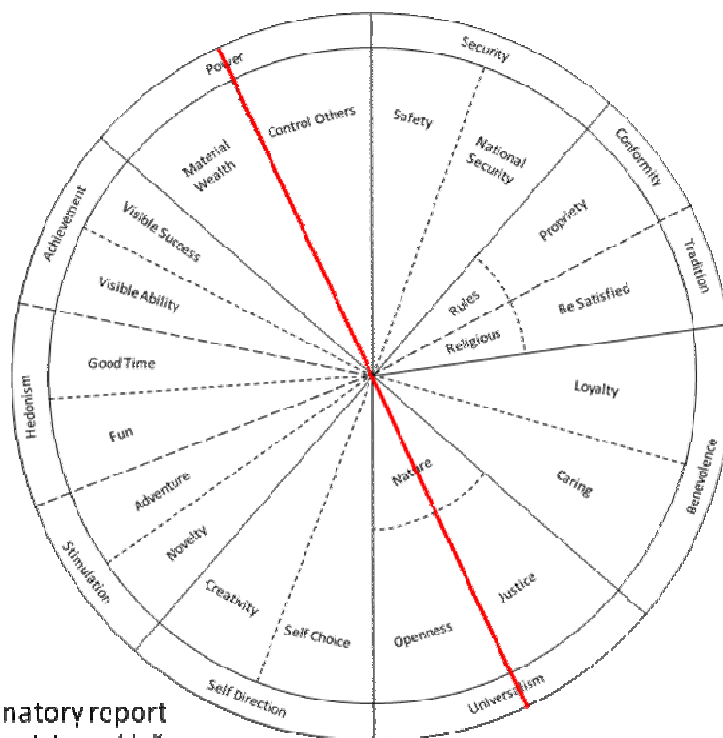 Power
Security
Control Others
Safety
Material
Wealth
National
Security
Conformity
Achievement
Visible Success
Propriety
Tradition
Visible Ability
Rules
Be Satisfied
Religious
Good Time
Loyalty
Hedonism
Fun
Nature
Caring
Benevolence
Adventure
Novelty
Stimulation
Creativity
Justice
Self Choice
Openness
Self Direction
Universalism
natory report